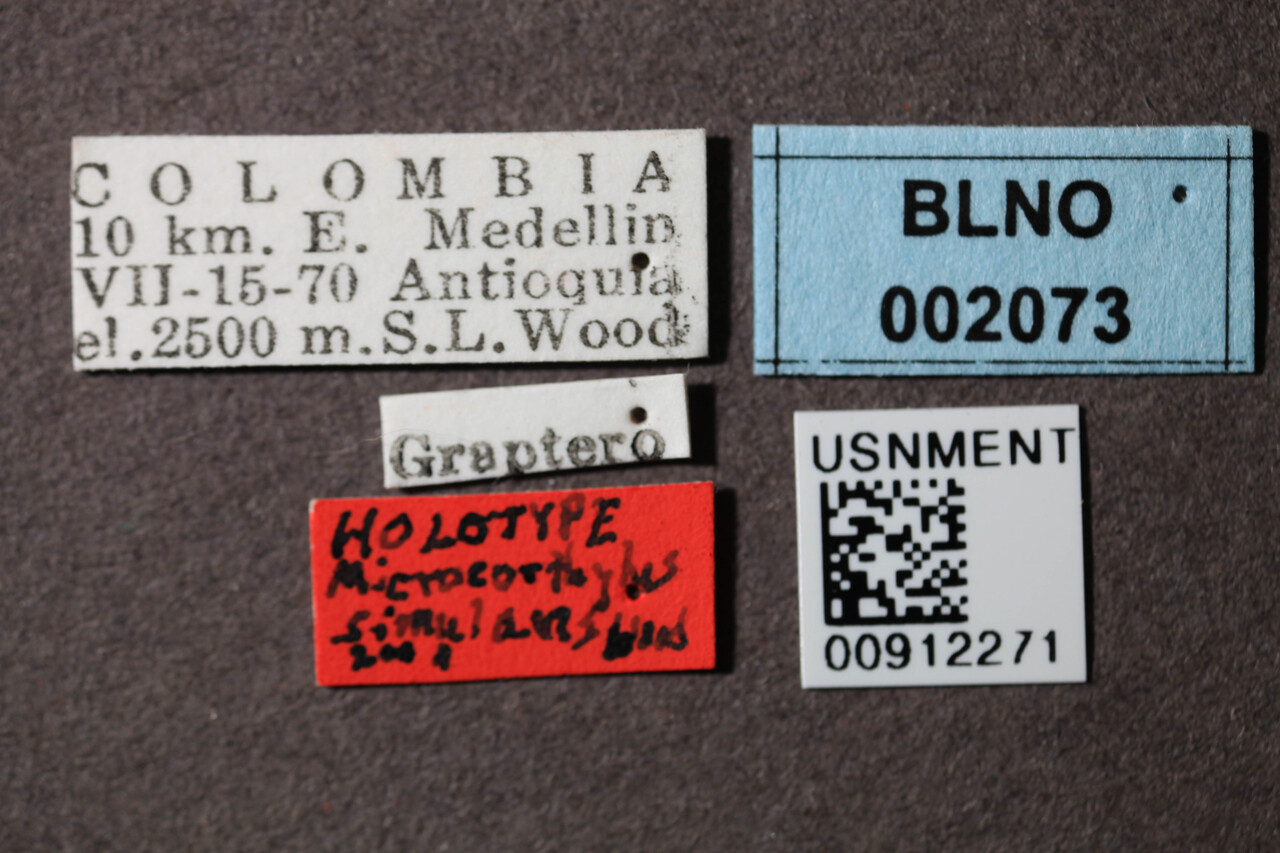 COLOMBIA
10 km. E. Medellin
VII-15-70 Antioquia
el.2500 m.S.L.Wood
BLNO
002073
Graptero
HOLOTYPE
Microcorthylus
simulans Wood
USNMENT
00912271